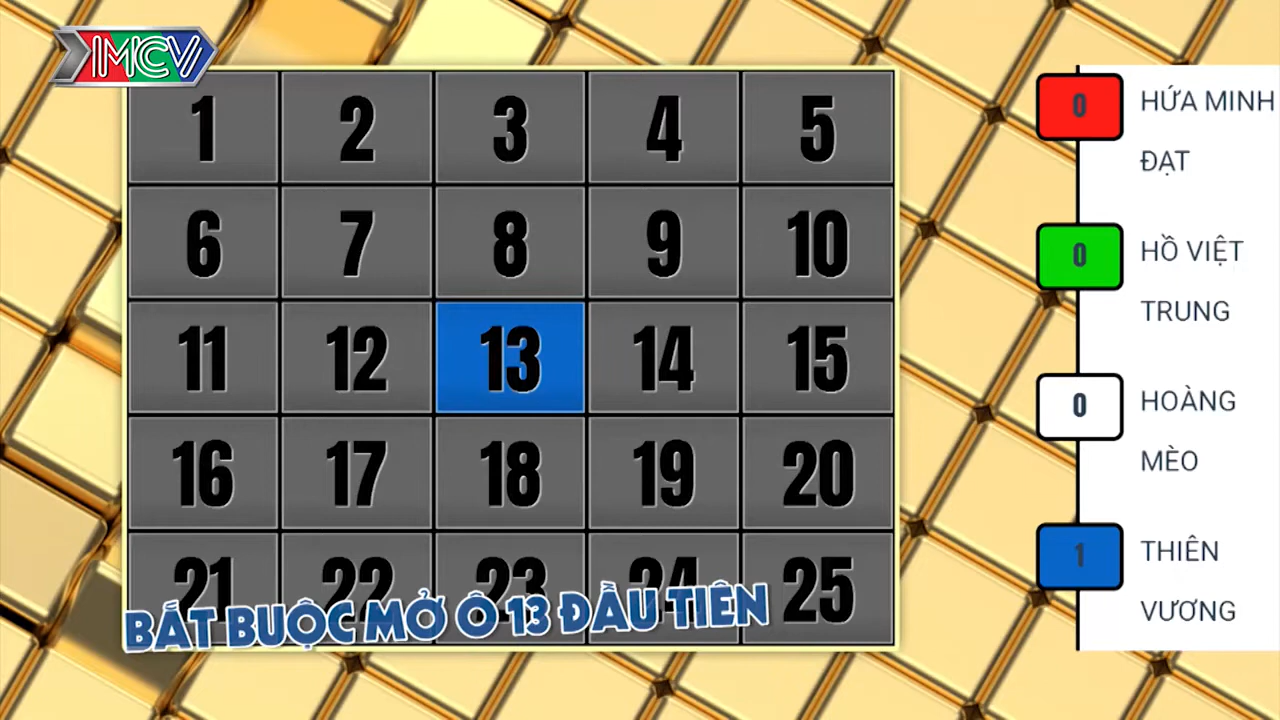 MCV
1 2 3 4 5
6 7 8 9 10
11 12 13 14 15
16 17 18 19 20
21 22 23 24 25
BẮT BUỘC MỞ Ô 13 ĐẦU TIÊN
0 HỨA MINH
ĐẠT
0 HỒ VIỆT
TRUNG
0 HOÀNG
MÈO
1 THIÊN
VƯƠNG